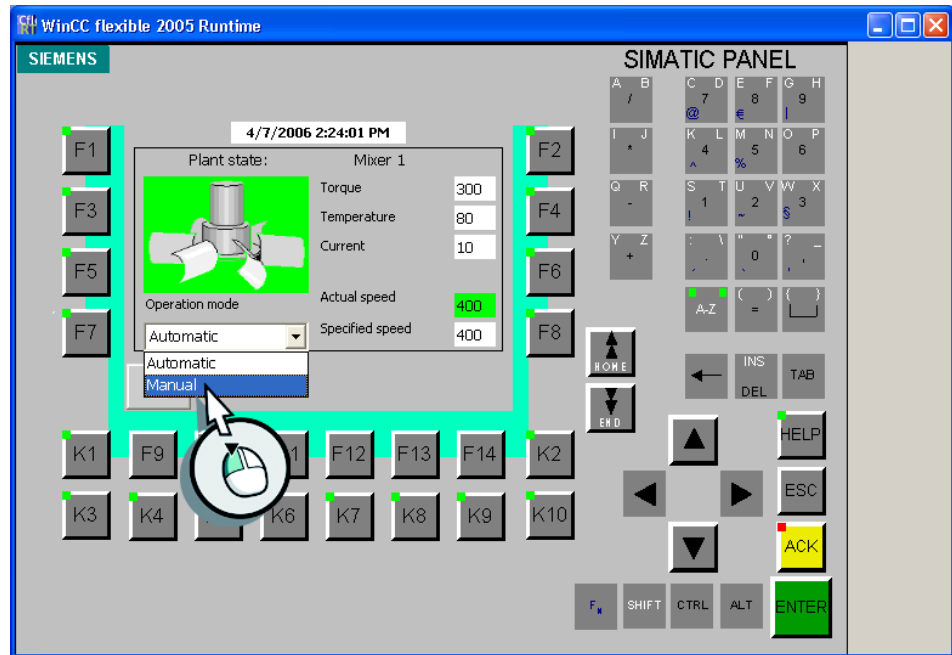 WinCC flexible 2005 Runtime
SIEMENS
SIMATIC PANEL
4/7/2006 2:24:01 PM
Plant state: Mixer 1
Torque 300
Temperature 80
Current 10
Operation mode
Actual speed 400
Specified speed 400
Automatic
Automatic
Manual
F1 F2
F3 F4
F5 F6
F7 F8
K1 F9 1 F12 F13 F14 K2
K3 K4 K6 K7 K8 K9 K10
A B / C D 7 @ E F 8 € G H 9 |
I J * K L 4 ^ M N 5 % O P 6
Q R - S T 1 ! U V 2 ~ W X 3 §
Y Z + : \ . " * 0 ? _ ,
A-Z ( ) = { }
HOME
END
INS
DEL
TAB
HELP
ESC
ACK
FN SHIFT CTRL ALT ENTER